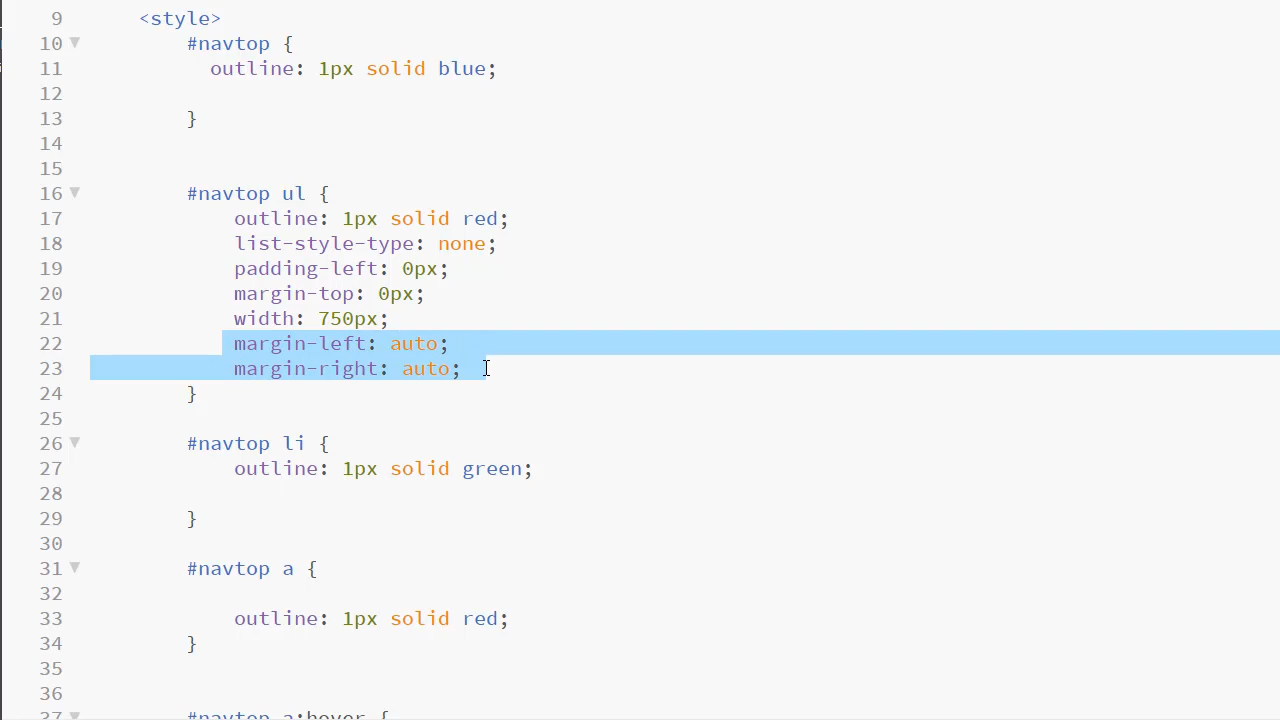 9 <style>
10 #navtop {
11 outline: 1px solid blue;
12
13 }
14
15
16 #navtop ul {
17 outline: 1px solid red;
18 list-style-type: none;
19 padding-left: 0px;
20 margin-top: 0px;
21 width: 750px;
22 margin-left: auto;
23 margin-right: auto;
24 }
25
26 #navtop li {
27 outline: 1px solid green;
28
29 }
30
31 #navtop a {
32
33 outline: 1px solid red;
34 }
35
36
37 #navtop a:hover {